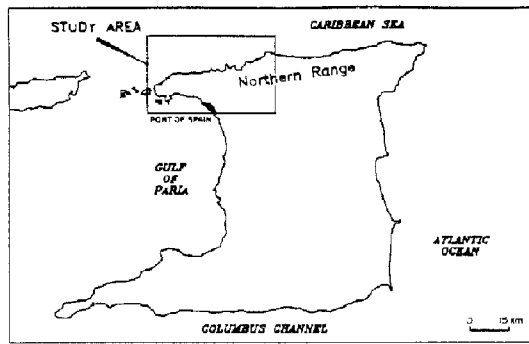 CARIBBEAN SEA
STUDY AREA
Northern Range
PORT OF SPAIN
GULF
OF
PARIA
ATLANTIC
OCEAN
COLUMBUS CHANNEL
0 15 km